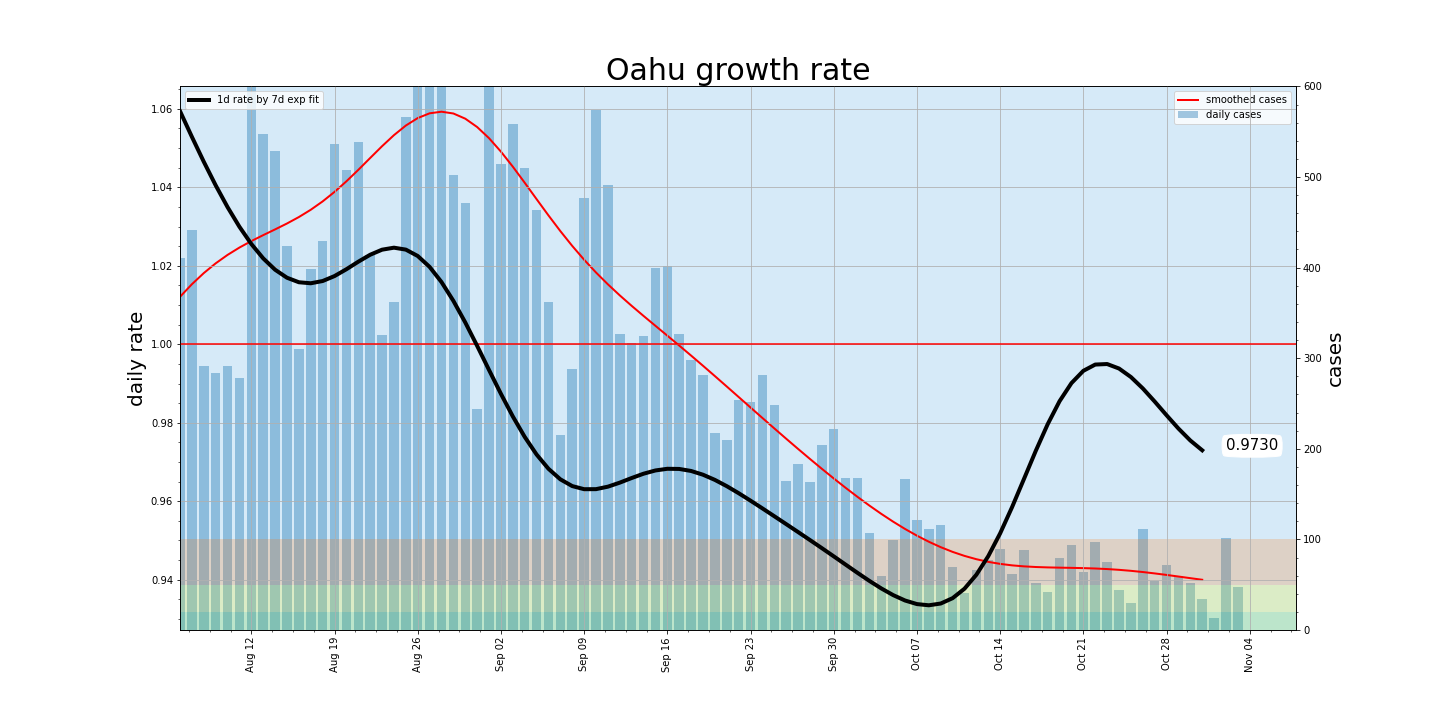 Oahu growth rate
1d rate by 7d exp fit
smoothed cases
daily cases
daily rate
1.06
1.04
1.02
1.00
0.98
0.96
0.94
600
500
400
300
200
100
0
cases
0.9730
Aug 12
Aug 19
Aug 26
Sep 02
Sep 09
Sep 16
Sep 23
Sep 30
Oct 07
Oct 14
Oct 21
Oct 28
Nov 04